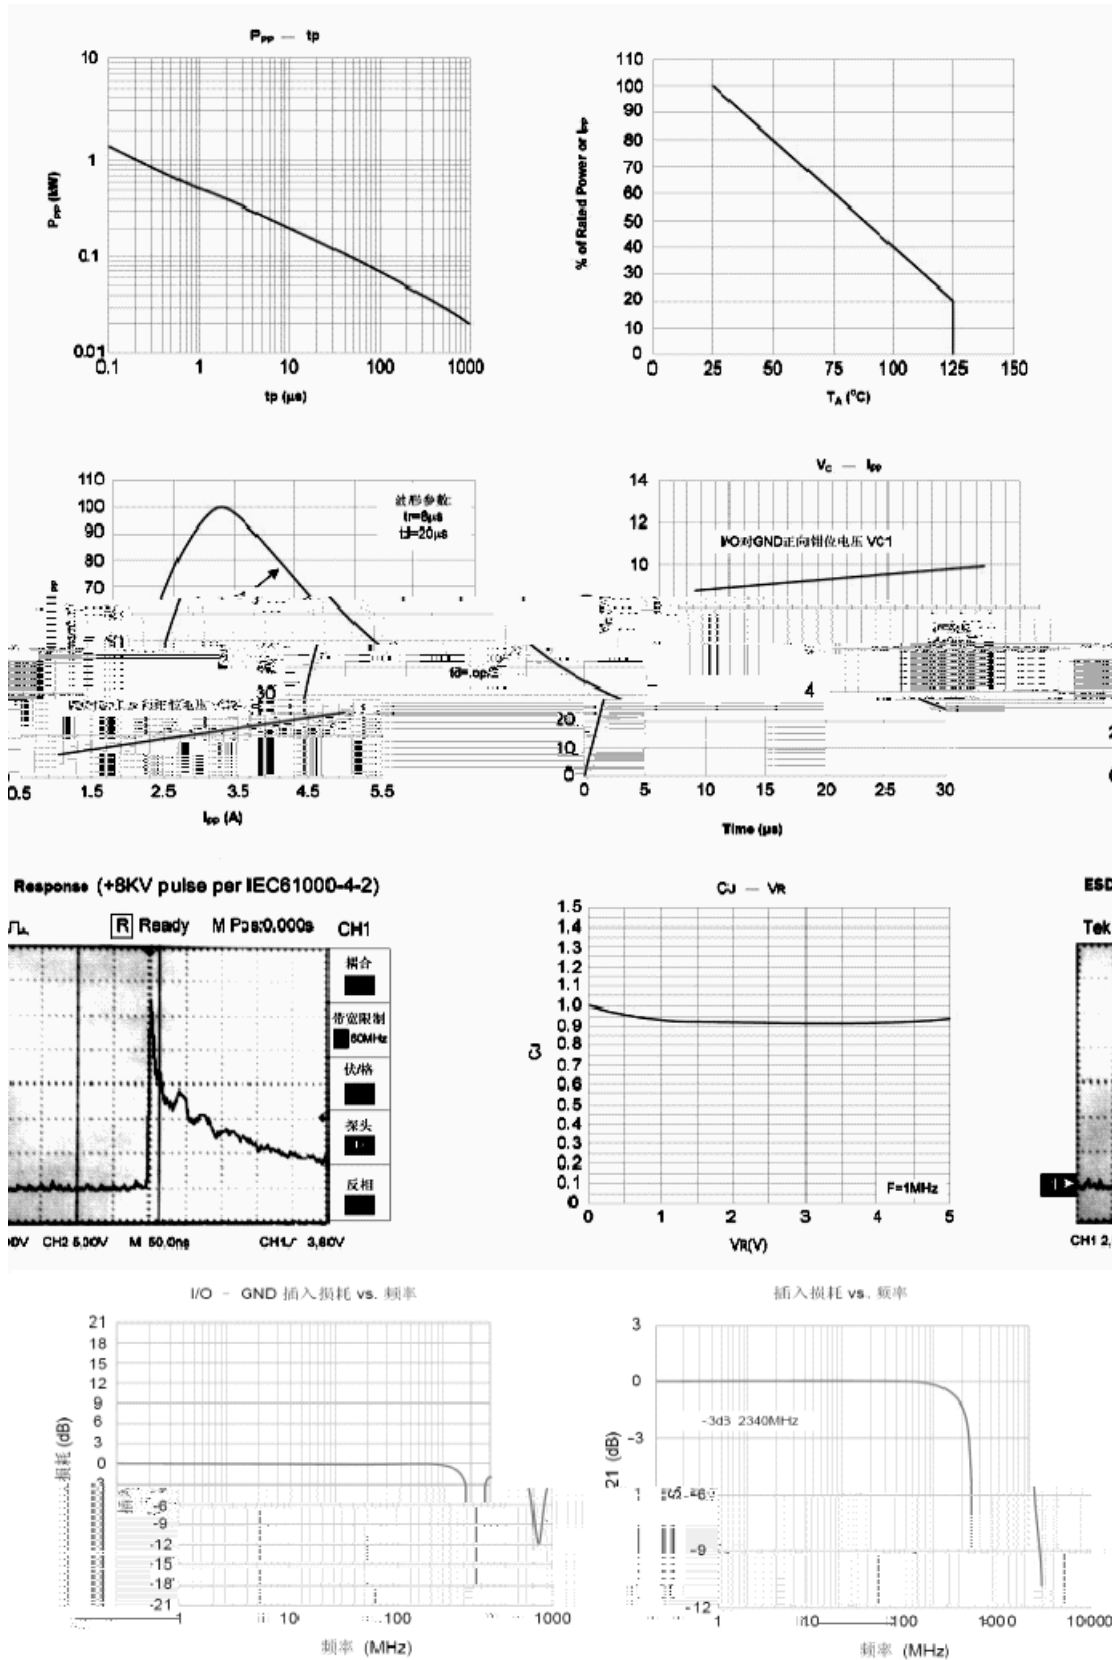 Ppp — tp
10
1
0.1
0.01
Ppp (kW)
0.1 1 10 100 1000
tp (μs)
110
100
90
80
70
60
50
40
30
20
10
0
% of Rated Power or Ipp
0 25 50 75 100 125 150
TA (°C)
110
100
90
80
70
波形参数:
tr=8μs
td=20μs
30
20
10
0
0 5 10 15 20 25 30
Time (μs)
Vc — Ipp
14
12
10
I/O对GND正向钳位电压 VC1
4
0.5 1.5 2.5 3.5 4.5 5.5
Ipp (A)
Response (+8KV pulse per IEC61000-4-2)
R Ready M Pos:0.000s CH1
耦合
带宽限制
60MHz
伏/格
探头
反相
CH2 5.00V M 50.0ns CH1 3.60V
CJ — VR
1.5
1.4
1.3
1.2
1.1
1.0
0.9
0.8
0.7
0.6
0.5
0.4
0.3
0.2
0.1
0
CJ
F=1MHz
0 1 2 3 4 5
VR(V)
ESD
Tek
CH1 2.
I/O - GND 插入损耗 vs. 频率
21
18
15
12
9
6
3
0
-6
-9
-12
-15
-18
-21
损耗 (dB)
1 10 100 1000
频率 (MHz)
插入损耗 vs. 频率
3
0
-3
-6
-9
-12
21 (dB)
-3dB 2340MHz
1 10 100 1000 10000
频率 (MHz)